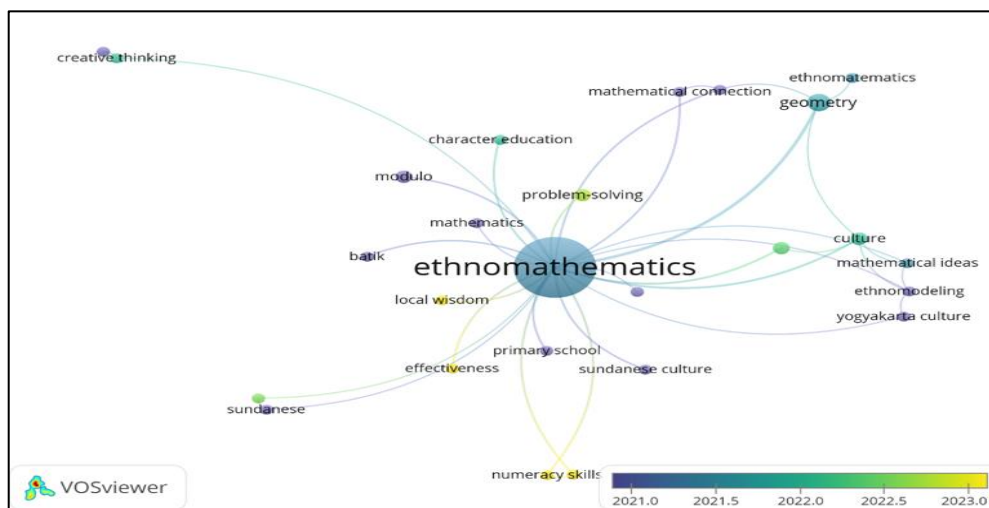 creative thinking
ethnomatematics
mathematical connection
geometry
character education
modulo
problem-solving
mathematics
culture
batik
ethnomathematics
mathematical ideas
ethnomodeling
local wisdom
yogyakarta culture
primary school
effectiveness
sundanese culture
sundanese
numeracy skills
VOSviewer
2021.0 2021.5 2022.0 2022.5 2023.0